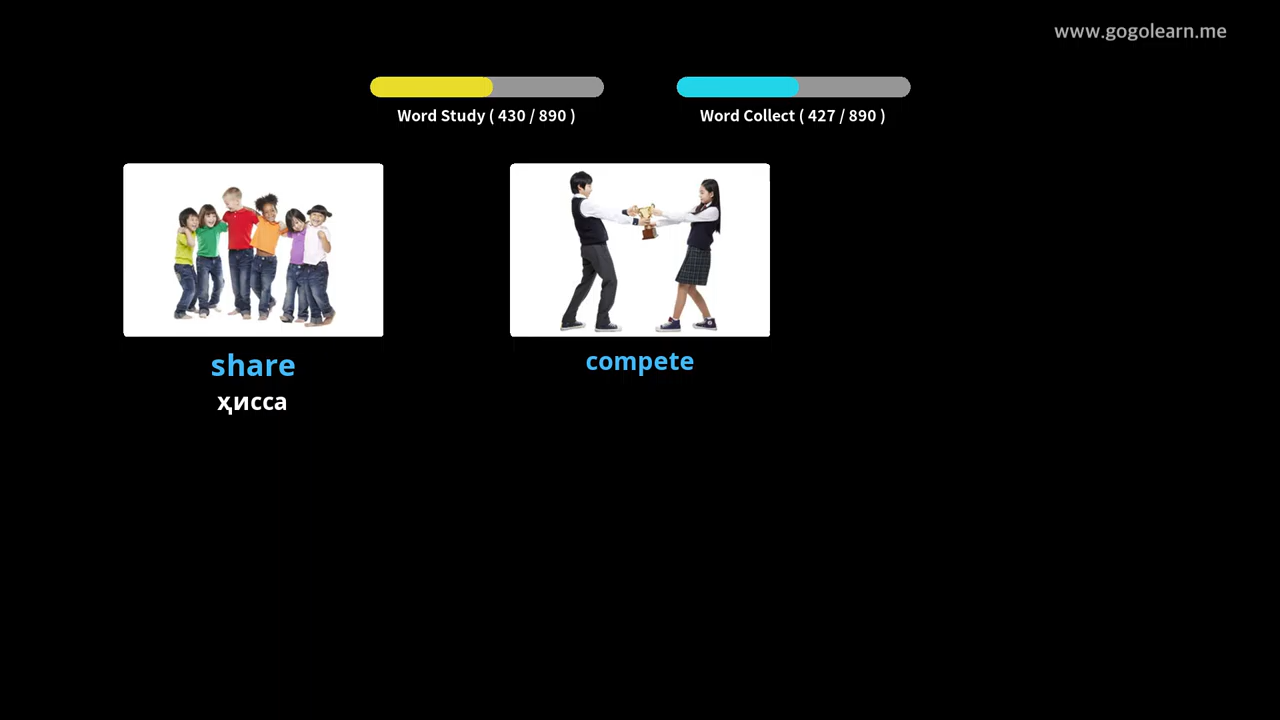 www.gogolearn.me
Word Study ( 430 / 890 )
Word Collect ( 427 / 890 )
share
ҳисса
compete